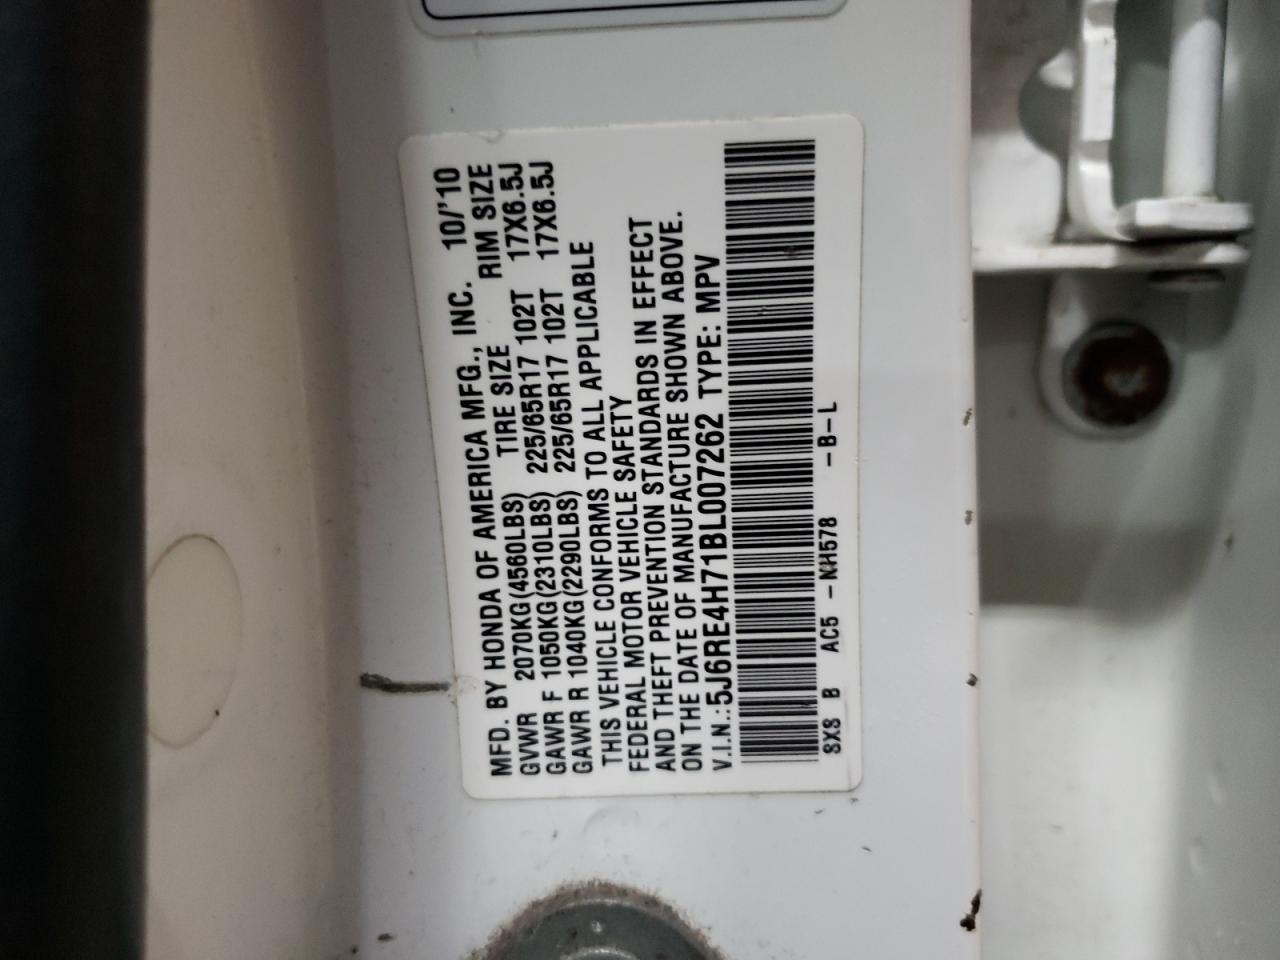 MFD. BY HONDA OF AMERICA MFG., INC. 10/'10
TIRE SIZE RIM SIZE
GVWR 2070KG(4560LBS)
GAWR F 1050KG(2310LBS) 225/65R17 102T 17X6.5J
GAWR R 1040KG(2290LBS) 225/65R17 102T 17X6.5J
THIS VEHICLE CONFORMS TO ALL APPLICABLE
FEDERAL MOTOR VEHICLE SAFETY
AND THEFT PREVENTION STANDARDS IN EFFECT
ON THE DATE OF MANUFACTURE SHOWN ABOVE.
V.I.N.:5J6RE4H71BL007262 TYPE: MPV
SXS B AC5 -NH578 -B-L